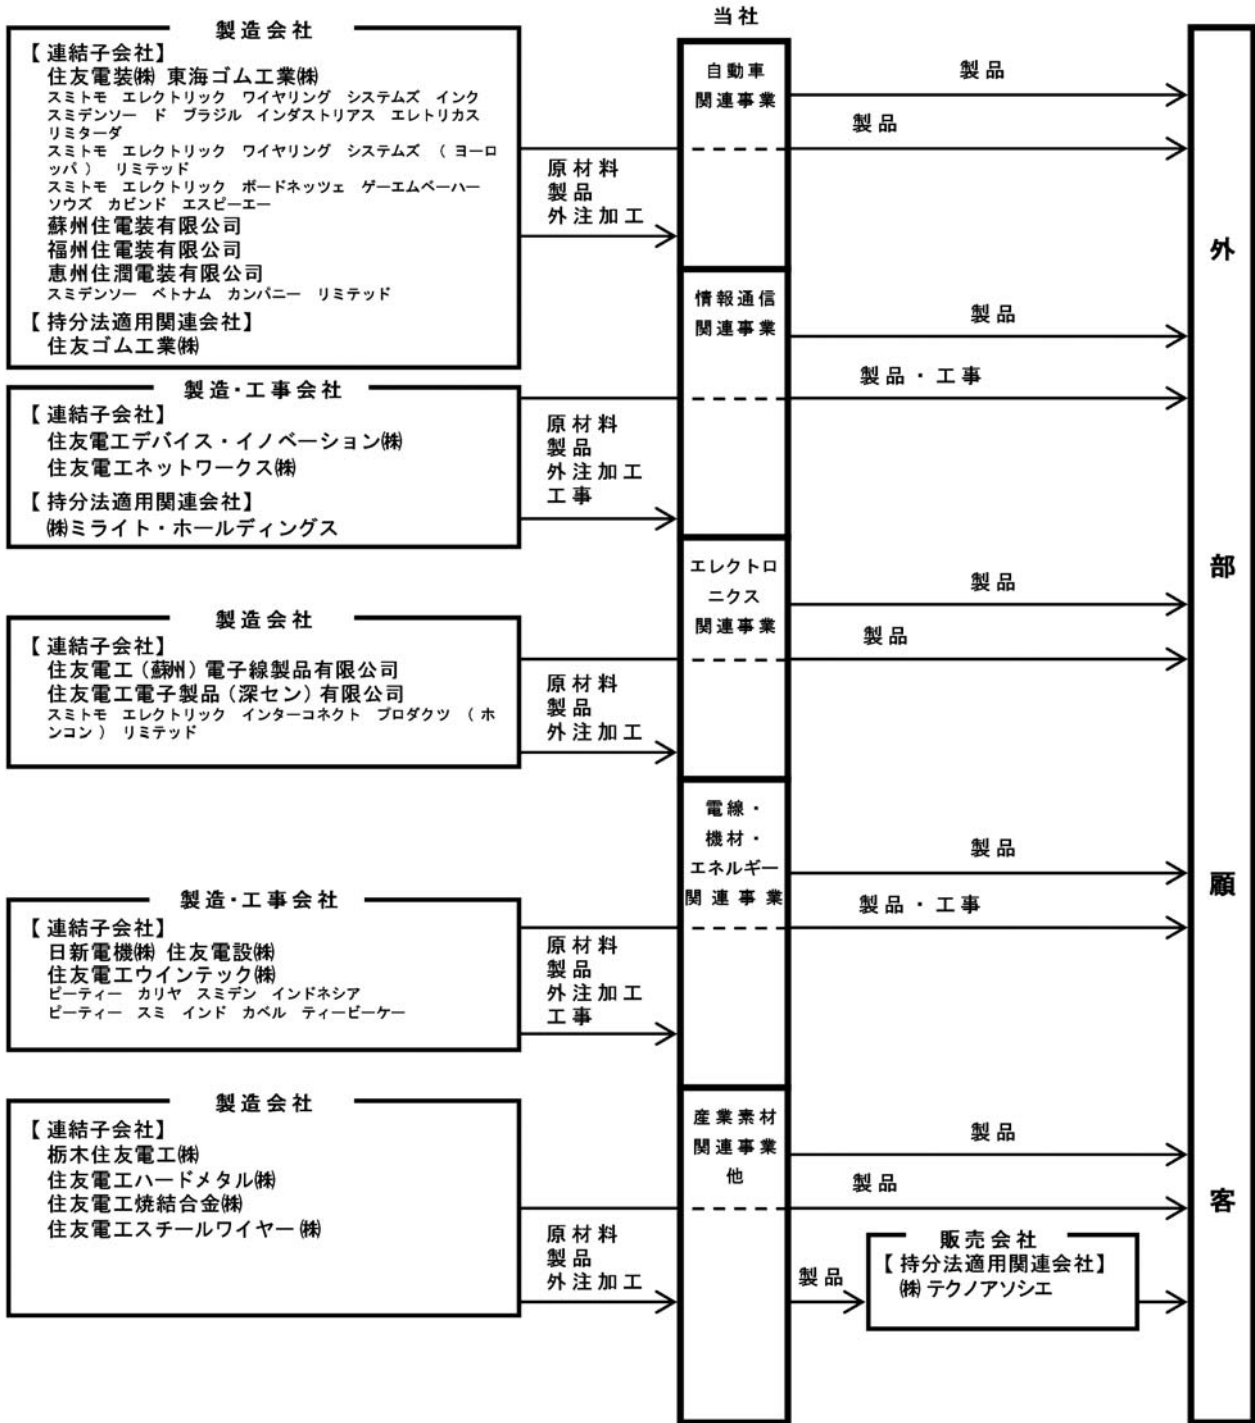 当社
製造会社
【連結子会社】
住友電装㈱ 東海ゴム工業㈱
スミトモ エレクトリック ワイヤリング システムズ インク
スミデンソー ド ブラジル インダストリアス エレトリカス
リミターダ
スミトモ エレクトリック ワイヤリング システムズ （ヨーロ
ッパ） リミテッド
スミトモ エレクトリック ボードネッツェ ゲーエムベーハー
ソウズ カビンド エスピーエー
蘇州住電装有限公司
福州住電装有限公司
恵州住潤電装有限公司
スミデンソー ベトナム カンパニー リミテッド
【持分法適用関連会社】
住友ゴム工業㈱
原材料
製品
外注加工
自動車
関連事業
製品
製品
製造・工事会社
【連結子会社】
住友電工デバイス・イノベーション㈱
住友電工ネットワークス㈱
【持分法適用関連会社】
㈱ミライト・ホールディングス
原材料
製品
外注加工
工事
情報通信
関連事業
製品
製品・工事
製造会社
【連結子会社】
住友電工（蘇州）電子線製品有限公司
住友電工電子製品（深セン）有限公司
スミトモ エレクトリック インターコネクト プロダクツ （ホ
ンコン） リミテッド
原材料
製品
外注加工
エレクトロ
ニクス
関連事業
製品
製品
製造・工事会社
【連結子会社】
日新電機㈱ 住友電設㈱
住友電工ウインテック㈱
ピーティー カリヤ スミデン インドネシア
ピーティー スミ インド カベル ティービーケー
原材料
製品
外注加工
工事
電線・
機材・
エネルギー
関連事業
製品
製品・工事
製造会社
【連結子会社】
栃木住友電工㈱
住友電工ハードメタル㈱
住友電工焼結合金㈱
住友電工スチールワイヤー㈱
原材料
製品
外注加工
産業素材
関連事業
他
製品
製品
製品
販売会社
【持分法適用関連会社】
㈱テクノアソシエ
外部顧客